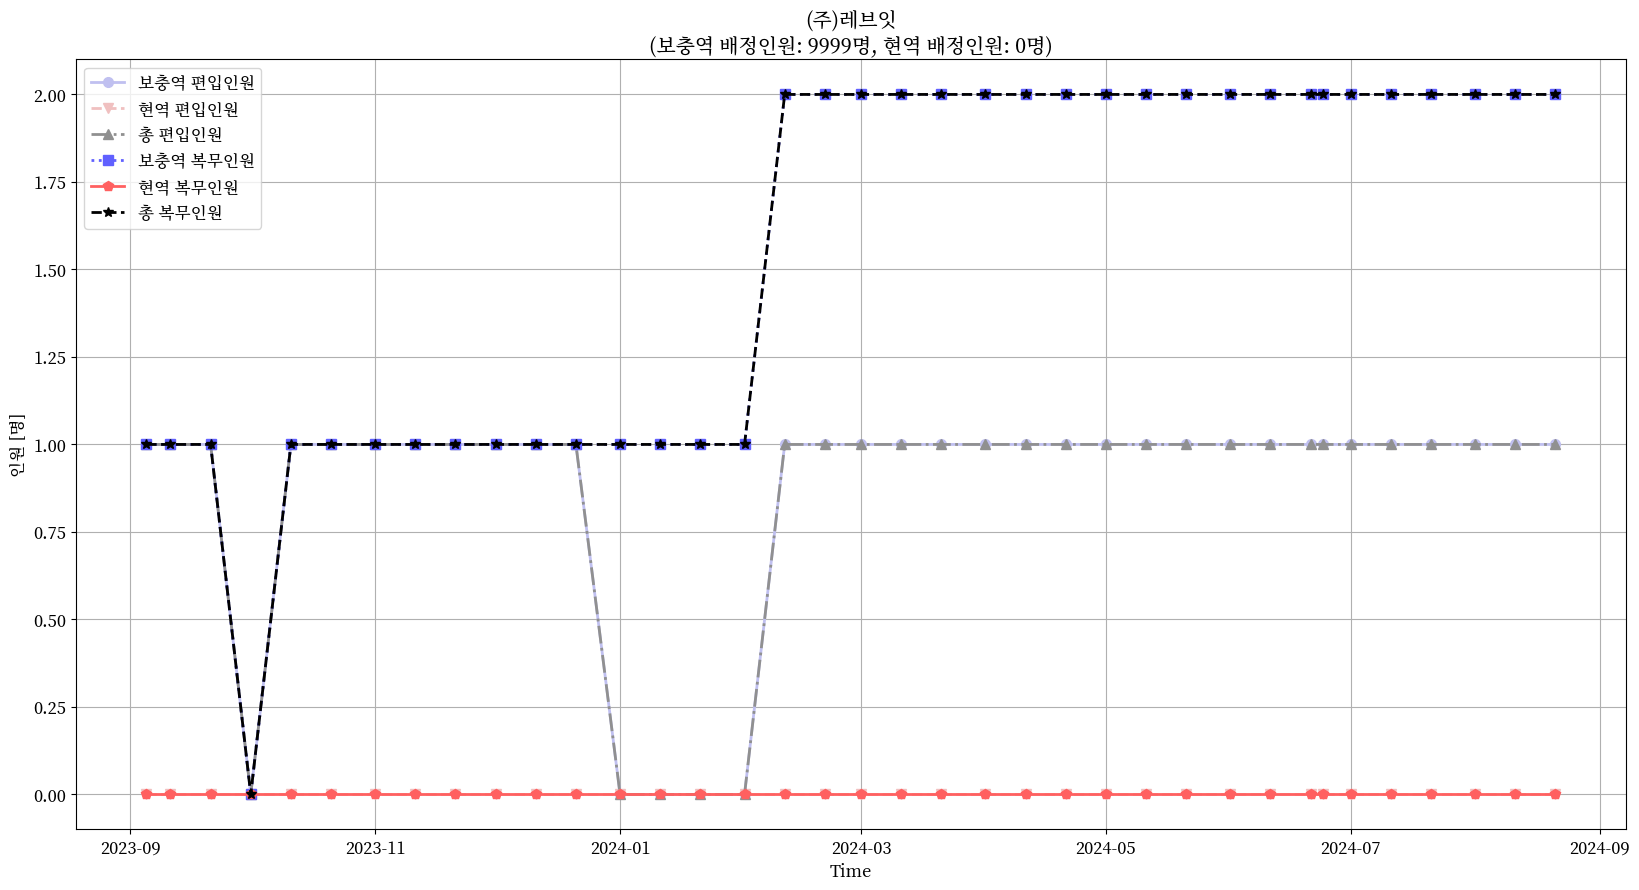 (주)레브잇
(보충역 배정인원: 9999명, 현역 배정인원: 0명)
보충역 편입인원
현역 편입인원
총 편입인원
보충역 복무인원
현역 복무인원
총 복무인원
2.00
1.75
1.50
1.25
1.00
0.75
0.50
0.25
0.00
인원 [명]
2023-09
2023-11
2024-01
2024-03
2024-05
2024-07
2024-09
Time